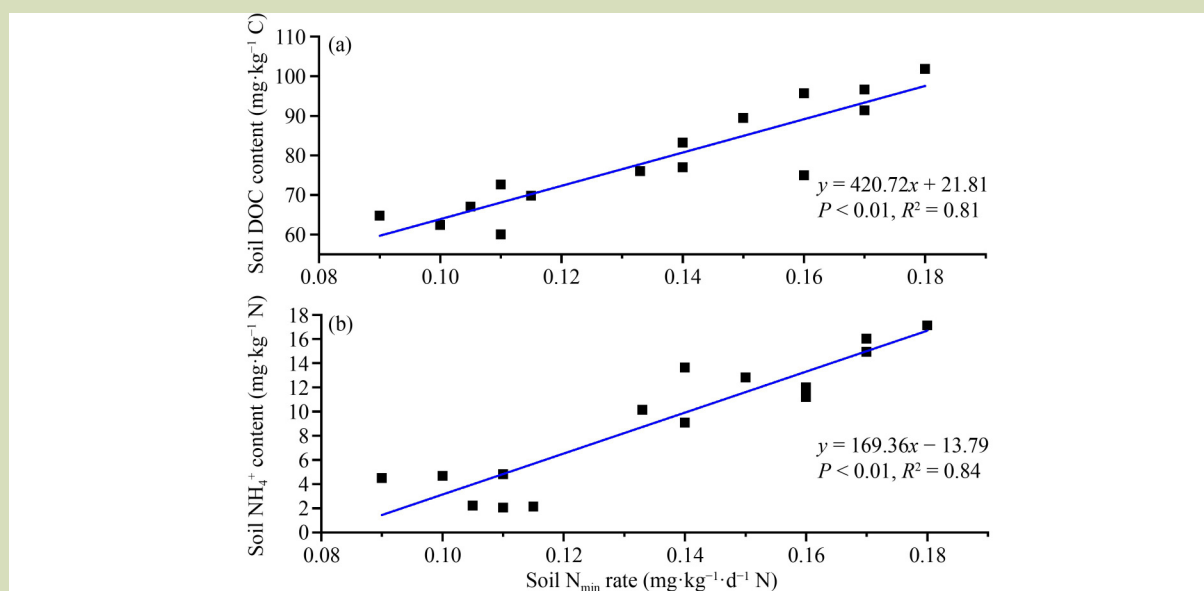 (a)
Soil DOC content (mg·kg⁻¹ C)
110
100
90
80
70
60
y = 420.72x + 21.81
P < 0.01, R² = 0.81
0.08 0.10 0.12 0.14 0.16 0.18
(b)
Soil NH₄⁺ content (mg·kg⁻¹ N)
18
16
14
12
10
8
6
4
2
0
y = 169.36x − 13.79
P < 0.01, R² = 0.84
0.08 0.10 0.12 0.14 0.16 0.18
Soil Nmin rate (mg·kg⁻¹·d⁻¹ N)